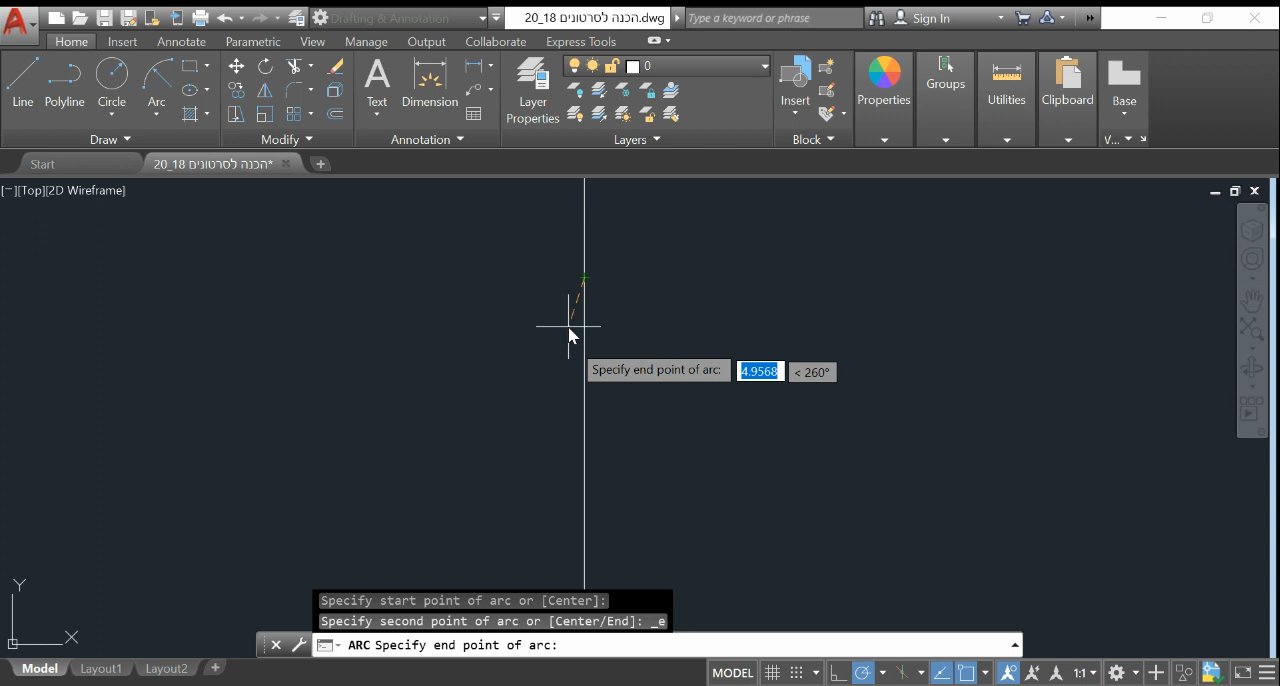 Drafting & Annotation
הכנה לסרטונים 18_20.dwg
Type a keyword or phrase
Sign In
Home Insert Annotate Parametric View Manage Output Collaborate Express Tools
0
Line Polyline Circle Arc
Text Dimension
Layer Properties
Insert
Properties
Groups
Utilities
Clipboard
Base
Draw
Modify
Annotation
Layers
Block
V...
Start
הכנה לסרטונים 18_20*
[−][Top][2D Wireframe]
Specify end point of arc: 4.9568 < 260°
Y
X
Specify start point of arc or [Center]:
Specify second point of arc or [Center/End]: _e
ARC Specify end point of arc:
Model Layout1 Layout2 +
MODEL 1:1